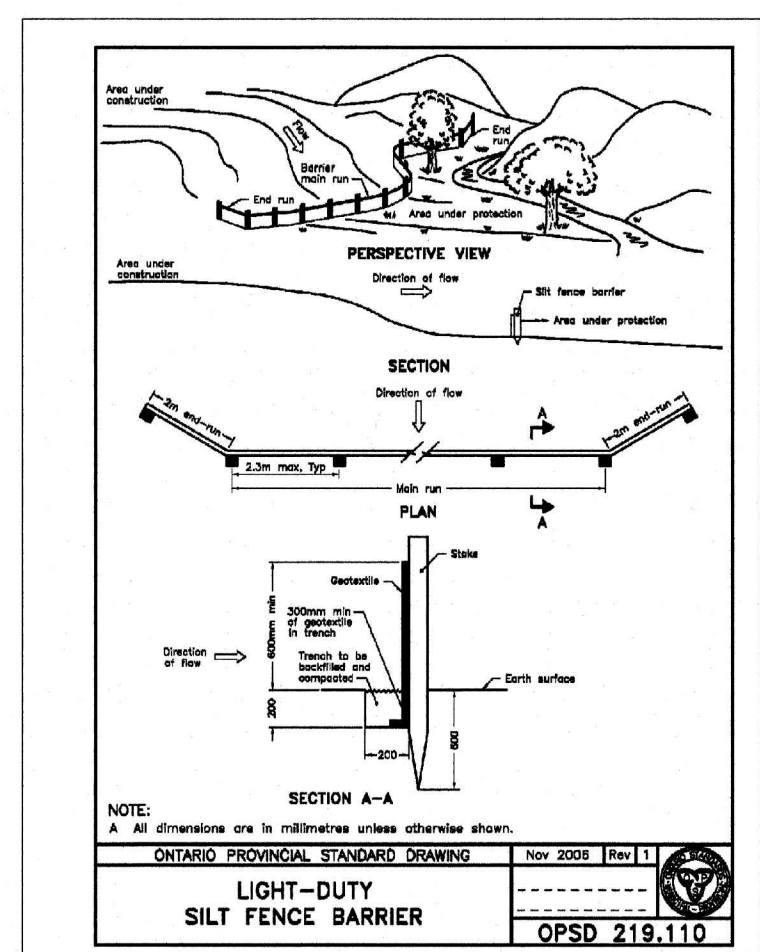 Area under
construction
Flow
End
run
Barrier
main run
End run
Area under protection
PERSPECTIVE VIEW
Area under
construction
Direction of flow
Silt fence barrier
Area under protection
SECTION
Direction of flow
2m end-run
A
2m end-run
2.3m max, Typ
Main run
A
PLAN
Stake
Geotextile
600mm min
300mm min
of geotextile
in trench
Direction
of flow
Trench to be
backfilled and
compacted
Earth surface
200
200
600
SECTION A-A
NOTE:
A All dimensions are in millimetres unless otherwise shown.
ONTARIO PROVINCIAL STANDARD DRAWING
Nov 2006
Rev
1
LIGHT-DUTY
SILT FENCE BARRIER
OPSD 219.110